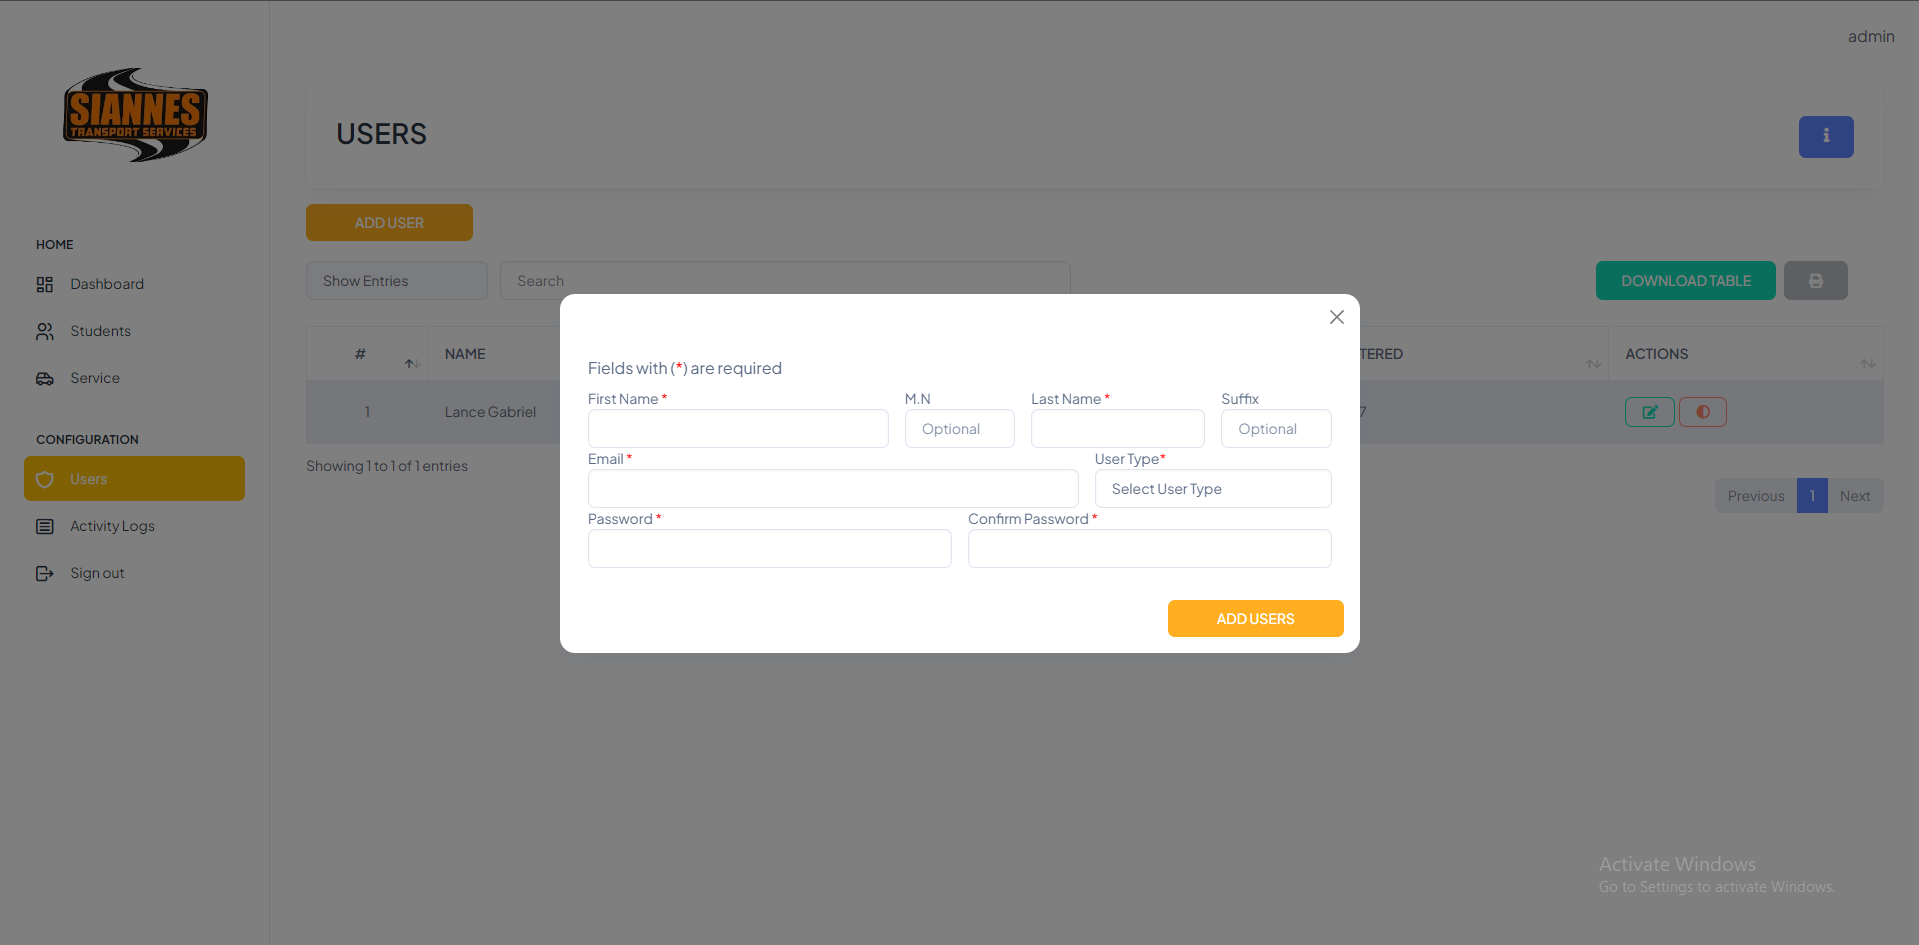 admin
SIANNES
TRANSPORT SERVICES
USERS
ADD USER
HOME
Dashboard
Students
Service
CONFIGURATION
Users
Activity Logs
Sign out
Show Entries
Search
DOWNLOAD TABLE
# NAME TERED ACTIONS
1 Lance Gabriel 7
Showing 1 to 1 of 1 entries
Previous 1 Next
Fields with (*) are required
First Name * M.N Last Name * Suffix
Optional Optional
Email * User Type*
Select User Type
Password * Confirm Password *
ADD USERS
Activate Windows
Go to Settings to activate Windows.